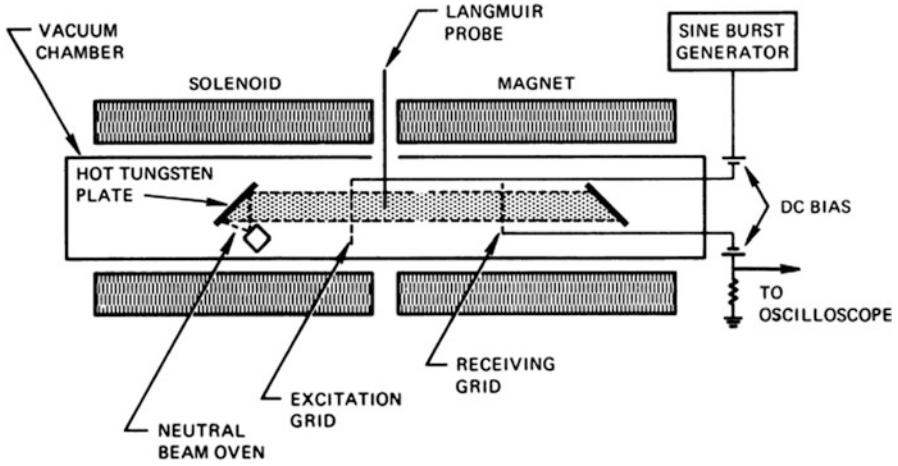 VACUUM
CHAMBER
LANGMUIR
PROBE
SINE BURST
GENERATOR
SOLENOID
MAGNET
HOT TUNGSTEN
PLATE
DC BIAS
TO
OSCILLOSCOPE
RECEIVING
GRID
EXCITATION
GRID
NEUTRAL
BEAM OVEN